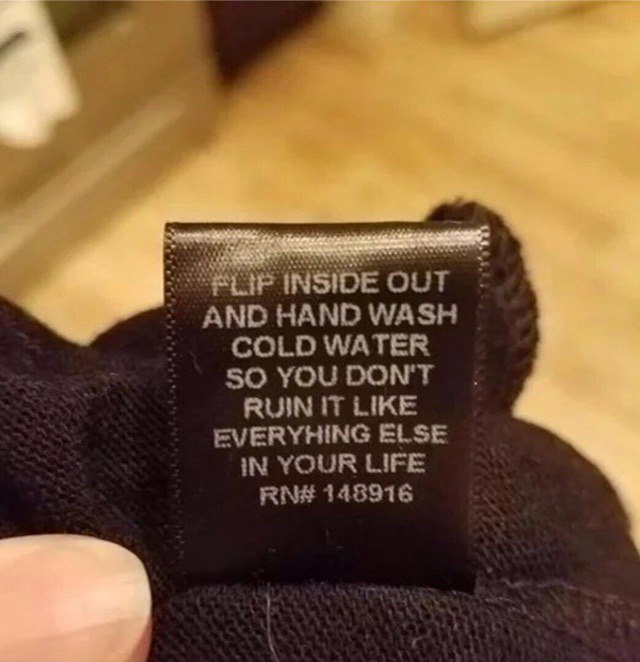 FLIP INSIDE OUT
AND HAND WASH
COLD WATER
SO YOU DON'T
RUIN IT LIKE
EVERYHING ELSE
IN YOUR LIFE
RN# 148916